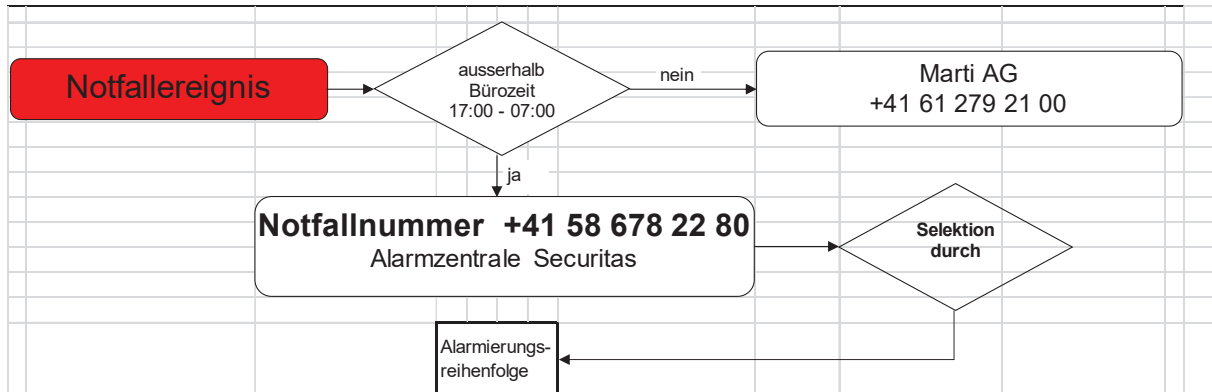 Notfallereignis
ausserhalb
Bürozeit
17:00 - 07:00
nein
Marti AG
+41 61 279 21 00
ja
Notfallnummer +41 58 678 22 80
Alarmzentrale Securitas
Selektion
durch
Alarmierungs-
reihenfolge